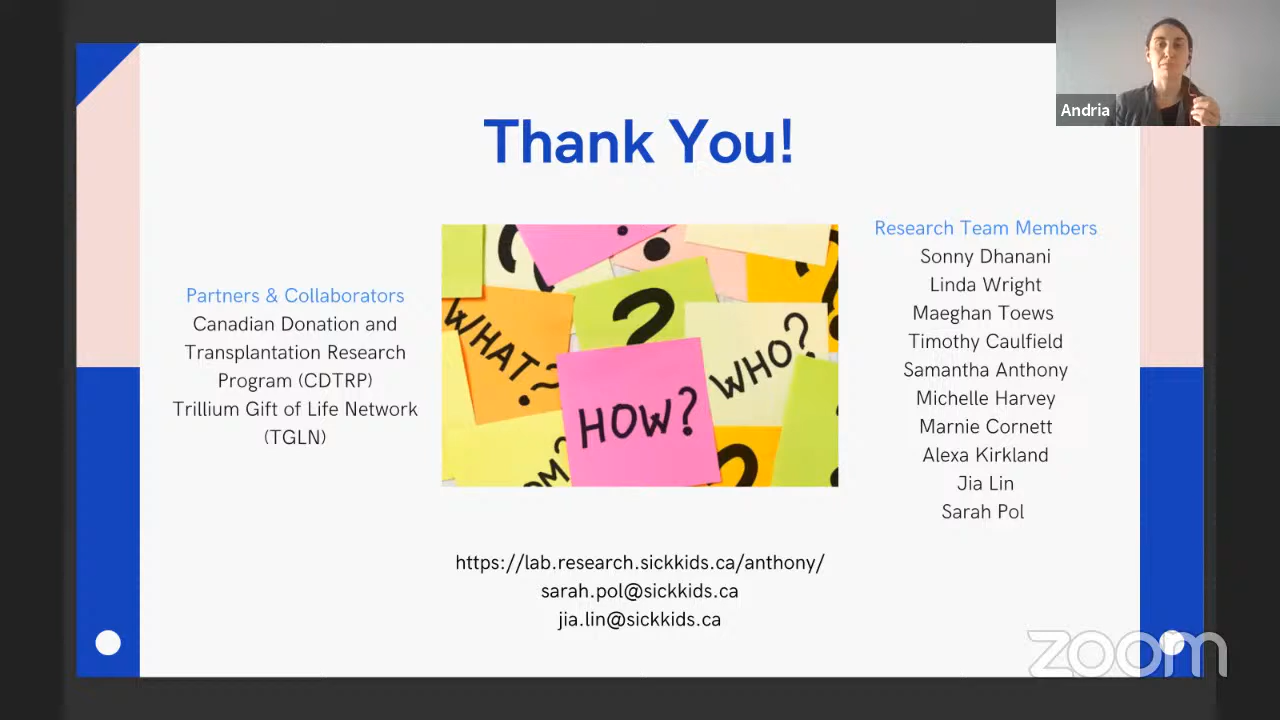 Andria
Thank You!
Partners & Collaborators
Canadian Donation and
Transplantation Research
Program (CDTRP)
Trillium Gift of Life Network
(TGLN)
?
WHAT?
WHO?
HOW?
?
Research Team Members
Sonny Dhanani
Linda Wright
Maeghan Toews
Timothy Caulfield
Samantha Anthony
Michelle Harvey
Marnie Cornett
Alexa Kirkland
Jia Lin
Sarah Pol
https://lab.research.sickkids.ca/anthony/
sarah.pol@sickkids.ca
jia.lin@sickkids.ca
zoom